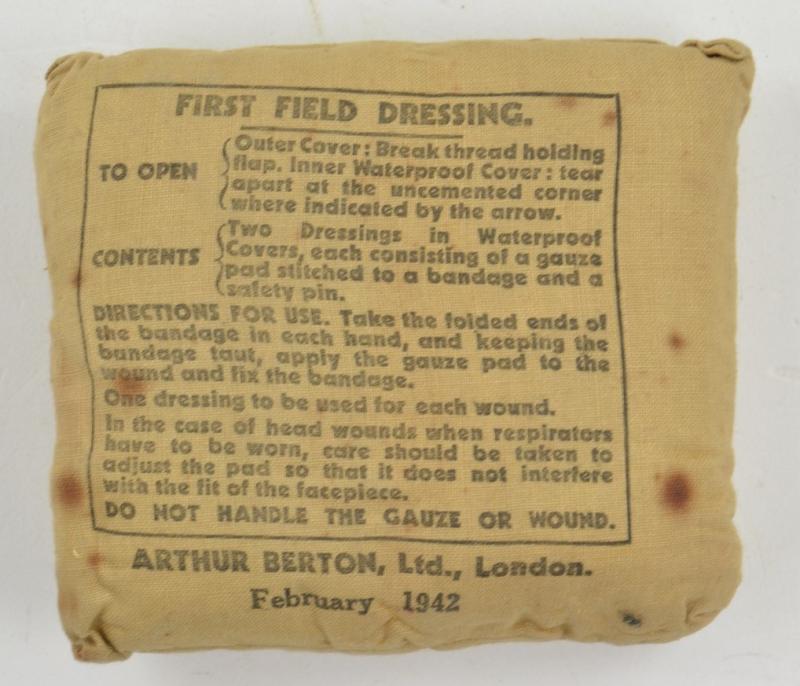 FIRST FIELD DRESSING.
TO OPEN
Outer Cover: Break thread holding
flap. Inner Waterproof Cover: tear
apart at the uncemented corner
where indicated by the arrow.
CONTENTS
Two Dressings in Waterproof
Covers, each consisting of a gauze
pad stitched to a bandage and a
safety pin.
DIRECTIONS FOR USE. Take the folded ends of
the bandage in each hand, and keeping the
bandage taut, apply the gauze pad to the
wound and fix the bandage.
One dressing to be used for each wound.
In the case of head wounds when respirators
have to be worn, care should be taken to
adjust the pad so that it does not interfere
with the fit of the facepiece.
DO NOT HANDLE THE GAUZE OR WOUND.
ARTHUR BERTON, Ltd., London.
February 1942